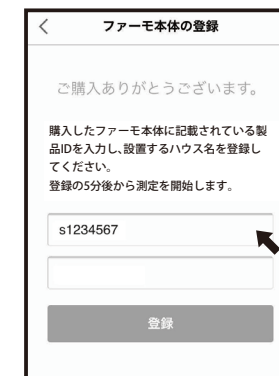 ファーモ本体の登録
ご購入ありがとうございます。
購入したファーモ本体に記載されている製
品IDを入力し、設置するハウス名を登録し
てください。
登録の5分後から測定を開始します。
s1234567
登録